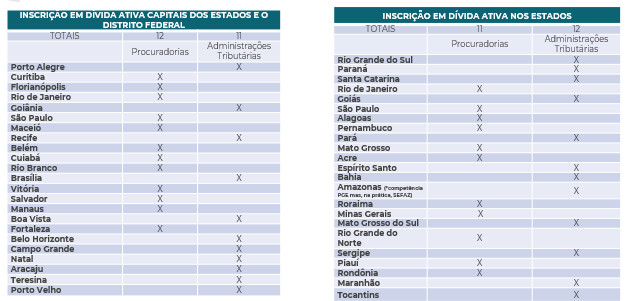 INSCRIÇÃO EM DÍVIDA ATIVA CAPITAIS DOS ESTADOS E O
DISTRITO FEDERAL
TOTAIS 12 11
Procuradorias Administrações
Tributárias
Porto Alegre X
Curitiba X
Florianópolis X
Rio de Janeiro X
Goiânia X
São Paulo X
Maceió X
Recife X
Belém X
Cuiabá X
Rio Branco X
Brasília X
Vitória X
Salvador X
Manaus X
Boa Vista X
Fortaleza X
Belo Horizonte X
Campo Grande X
Natal X
Aracaju X
Teresina X
Porto Velho X
INSCRIÇÃO EM DÍVIDA ATIVA NOS ESTADOS
TOTAIS 11 12
Procuradorias Administrações
Tributárias
Rio Grande do Sul X
Paraná X
Santa Catarina X
Rio de Janeiro X
Goiás X
São Paulo X
Alagoas X
Pernambuco X
Pará X
Mato Grosso X
Acre X
Espírito Santo X
Bahia X
Amazonas (*competência
PGE mas, na prática, SEFAZ) X
Roraima X
Minas Gerais X
Mato Grosso do Sul X
Rio Grande do
Norte X
Sergipe X
Piauí X
Rondônia X
Maranhão X
Tocantins X